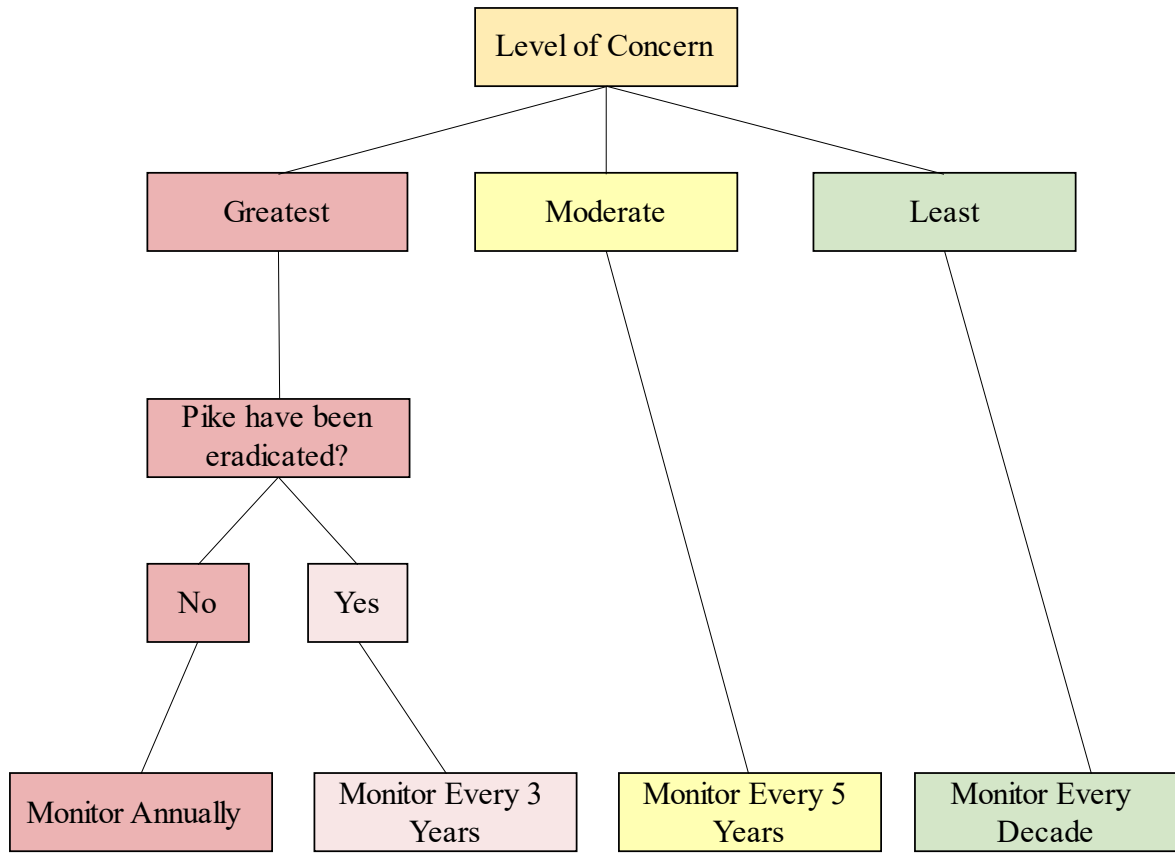 Level of Concern
Greatest
Moderate
Least
Pike have been
eradicated?
No
Yes
Monitor Annually
Monitor Every 3
Years
Monitor Every 5
Years
Monitor Every
Decade